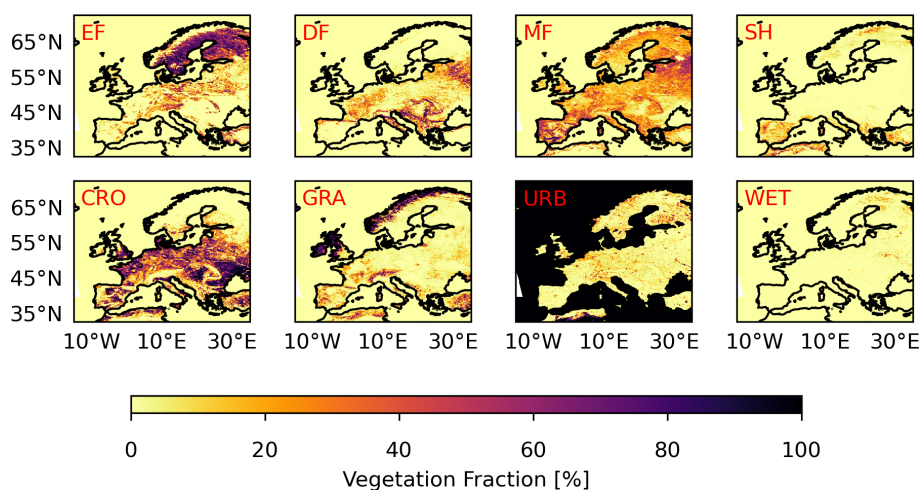 EF DF MF SH
65°N
55°N
45°N
35°N
CRO GRA URB WET
65°N
55°N
45°N
35°N
10°W 10°E 30°E 10°W 10°E 30°E 10°W 10°E 30°E 10°W 10°E 30°E
0 20 40 60 80 100
Vegetation Fraction [%]